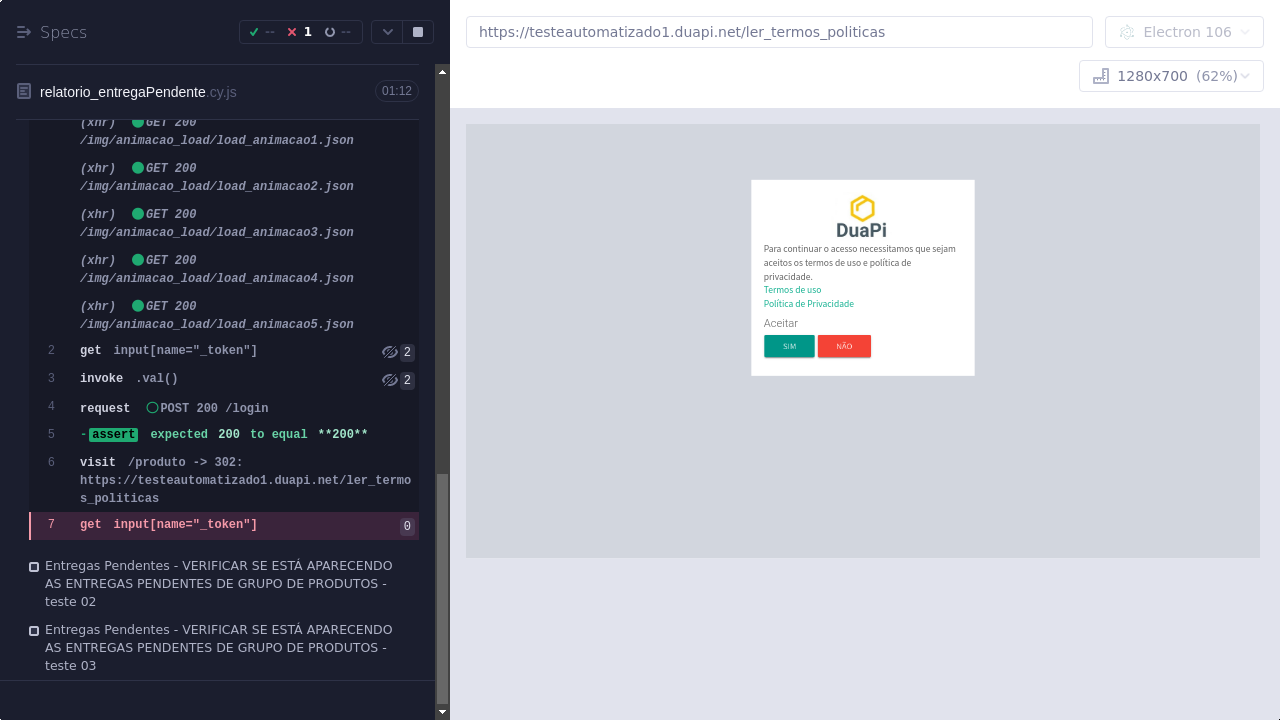 Specs
-- 1 --
relatorio_entregaPendente.cy.js 01:12
(xhr) GET 200
/img/animacao_load/load_animacao1.json
(xhr) GET 200
/img/animacao_load/load_animacao2.json
(xhr) GET 200
/img/animacao_load/load_animacao3.json
(xhr) GET 200
/img/animacao_load/load_animacao4.json
(xhr) GET 200
/img/animacao_load/load_animacao5.json
2 get input[name="_token"] 2
3 invoke .val() 2
4 request POST 200 /login
5 -assert expected 200 to equal **200**
6 visit /produto -> 302:
https://testeautomatizado1.duapi.net/ler_termo
s_politicas
7 get input[name="_token"] 0
Entregas Pendentes - VERIFICAR SE ESTÁ APARECENDO
AS ENTREGAS PENDENTES DE GRUPO DE PRODUTOS -
teste 02
Entregas Pendentes - VERIFICAR SE ESTÁ APARECENDO
AS ENTREGAS PENDENTES DE GRUPO DE PRODUTOS -
teste 03
https://testeautomatizado1.duapi.net/ler_termos_politicas
Electron 106
1280x700 (62%)
DuaPi
Para continuar o acesso necessitamos que sejam
aceitos os termos de uso e política de
privacidade.
Termos de uso
Política de Privacidade
Aceitar
SIM NÃO